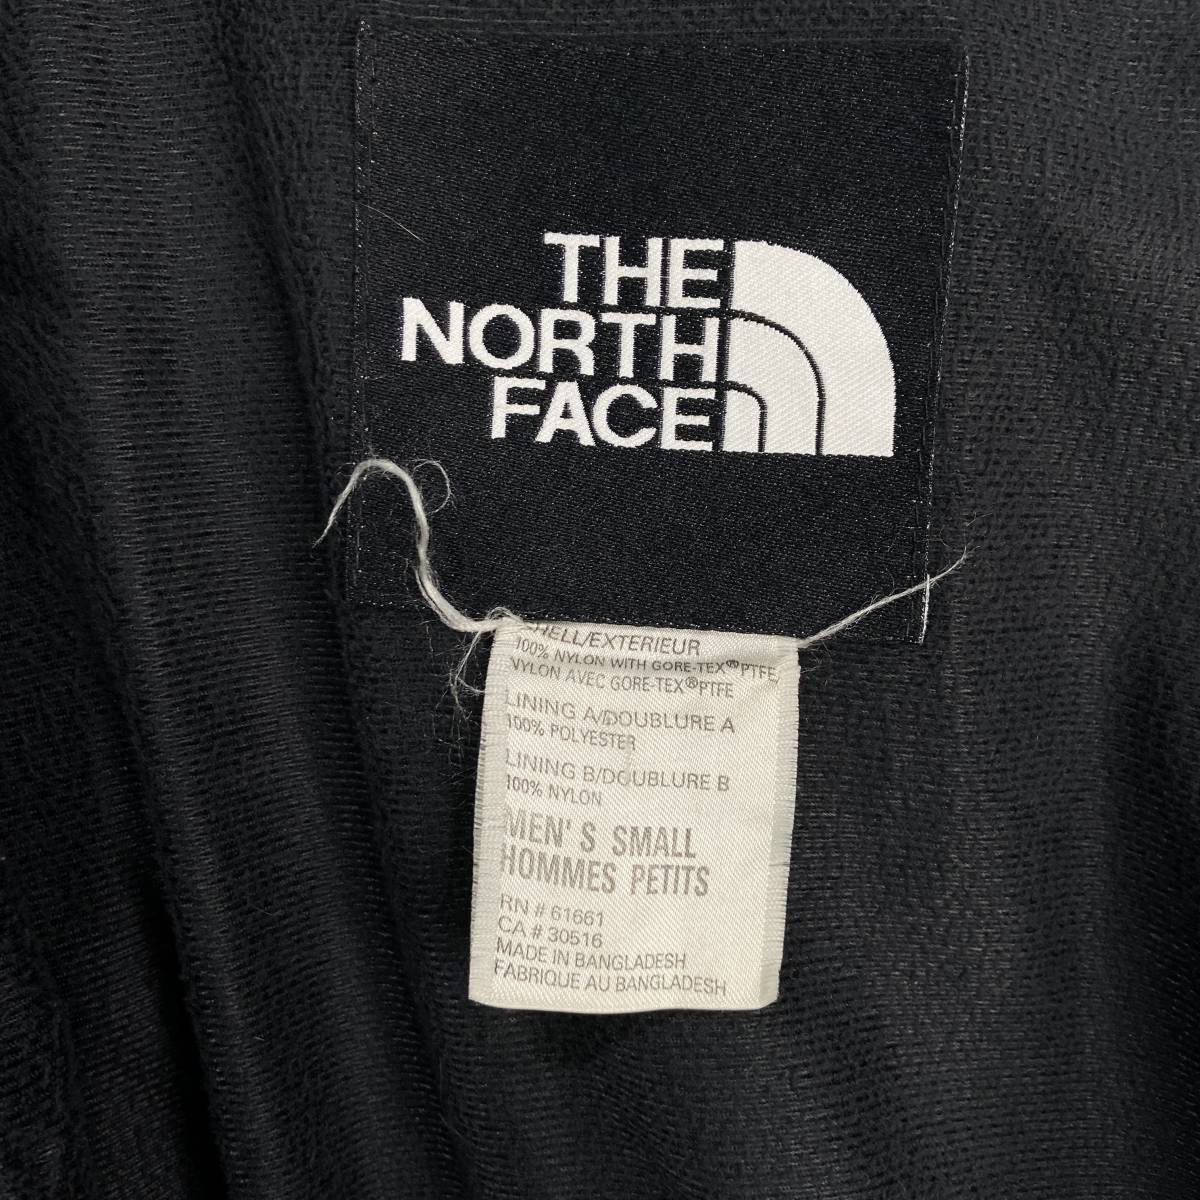 THE
NORTH
FACE
SHELL/EXTERIEUR
100% NYLON WITH GORE-TEX®PTFE/
NYLON AVEC GORE-TEX®PTFE
LINING A/DOUBLURE A
100% POLYESTER
LINING B/DOUBLURE B
100% NYLON
MEN'S SMALL
HOMMES PETITS
RN # 61661
CA # 30516
MADE IN BANGLADESH
FABRIQUE AU BANGLADESH